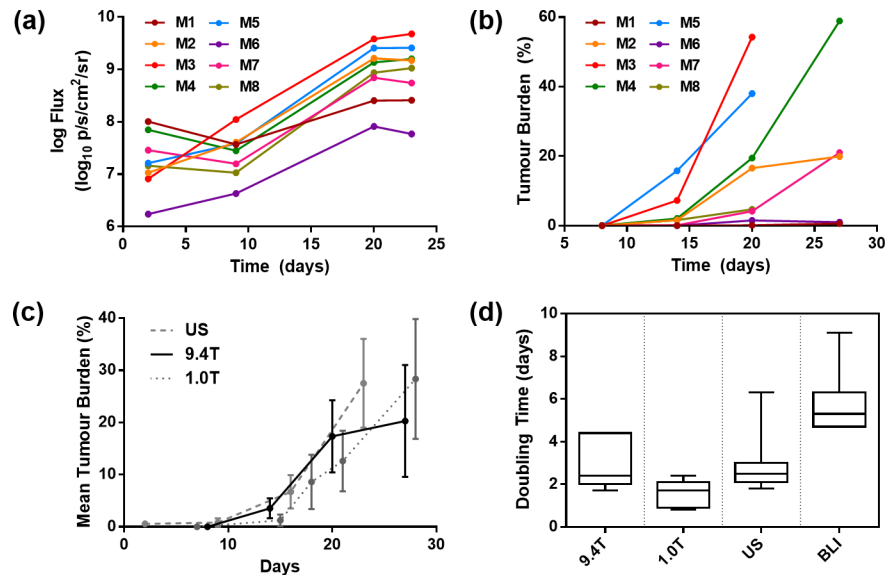 (a)
log Flux
(log₁₀ p/s/cm²/sr)
10
9
8
7
6
M1 M5
M2 M6
M3 M7
M4 M8
0 5 10 15 20 25
Time (days)
(b)
Tumour Burden
(%)
60
40
20
0
M1 M5
M2 M6
M3 M7
M4 M8
5 10 15 20 25 30
Time (days)
(c)
Mean Tumour Burden (%)
40
30
20
10
0
US
9.4T
1.0T
0 10 20 30
Days
(d)
Doubling Time (days)
10
8
6
4
2
0
9.4T 1.0T US BLI